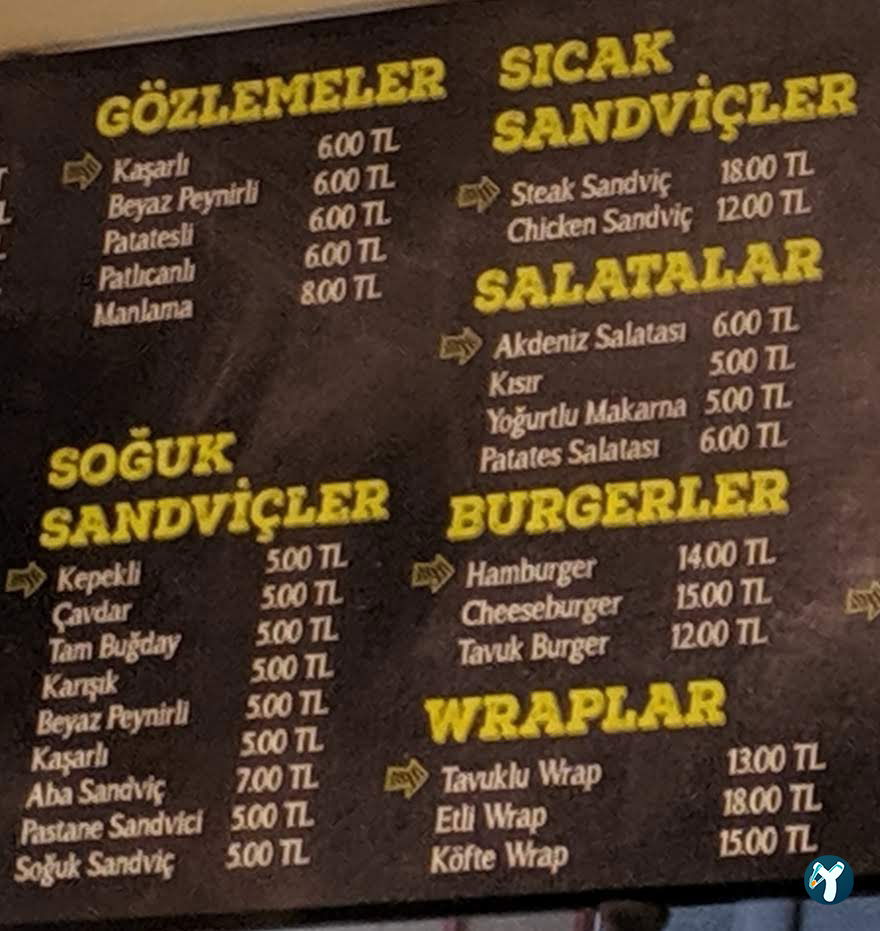 GÖZLEMELER
Kaşarlı 6.00 TL
Beyaz Peynirli 6.00 TL
Patatesli 6.00 TL
Patlıcanlı 6.00 TL
Manlama 8.00 TL
SOĞUK
SANDVİÇLER
Kepekli 5.00 TL
Çavdar 5.00 TL
Tam Buğday 5.00 TL
Karışık 5.00 TL
Beyaz Peynirli 5.00 TL
Kaşarlı 5.00 TL
Aba Sandviç 7.00 TL
Pastane Sandvici 5.00 TL
Soğuk Sandviç 5.00 TL
SICAK
SANDVİÇLER
Steak Sandviç 18.00 TL
Chicken Sandviç 12.00 TL
SALATALAR
Akdeniz Salatası 6.00 TL
Kısır 5.00 TL
Yoğurtlu Makarna 5.00 TL
Patates Salatası 6.00 TL
BURGERLER
Hamburger 14.00 TL
Cheeseburger 15.00 TL
Tavuk Burger 12.00 TL
WRAPLAR
Tavuklu Wrap 13.00 TL
Etli Wrap 18.00 TL
Köfte Wrap 15.00 TL